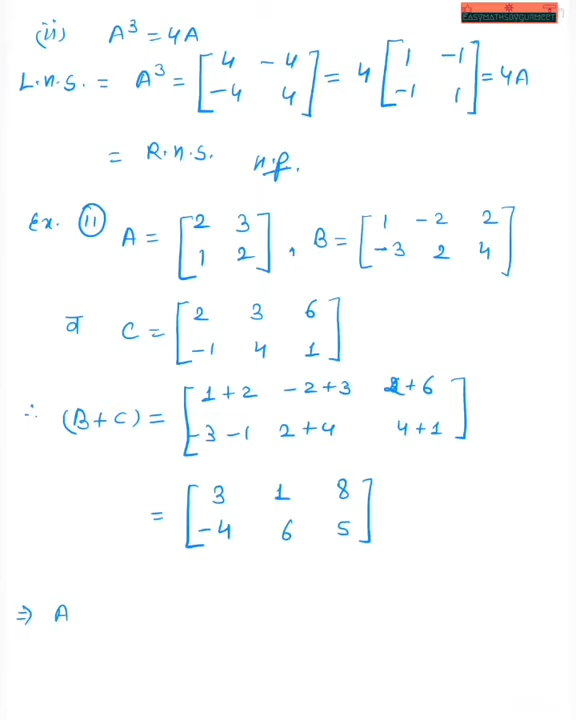 EASYMATHSBYGURMEET
(ii) A³ = 4A
L.H.S. = A³ = [4 -4; -4 4] = 4 [1 -1; -1 1] = 4A
= R.H.S. H.P.
Ex. (11) A = [2 3; 1 2], B = [1 -2 2; -3 2 4]
व C = [2 3 6; -1 4 1]
∴ (B+C) = [1+2 -2+3 2+6; -3-1 2+4 4+1]
= [3 1 8; -4 6 5]
⇒ A